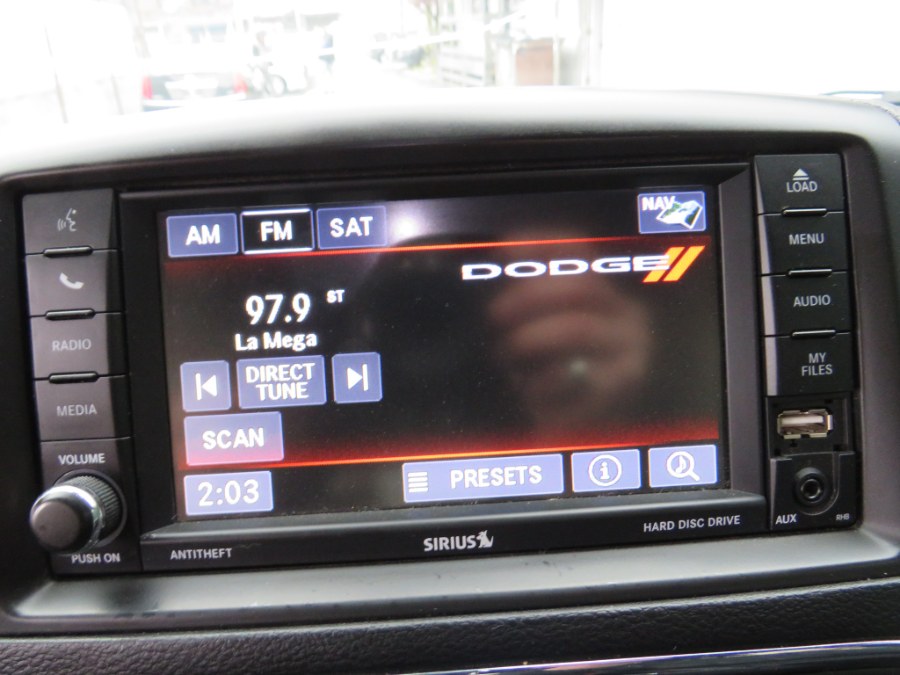 AM FM SAT
NAV
DODGE
97.9 ST
La Mega
DIRECT
TUNE
SCAN
2:03
PRESETS
i
RADIO
MEDIA
VOLUME
PUSH ON
ANTITHEFT
SIRIUS
HARD DISC DRIVE
LOAD
MENU
AUDIO
MY
FILES
AUX
RHB